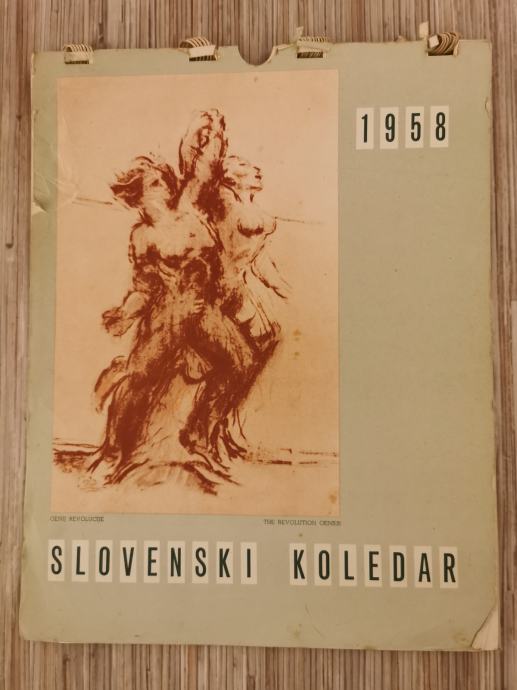 1958
GENIJ REVOLUCIJE
THE REVOLUTION GENIUS
SLOVENSKI KOLEDAR